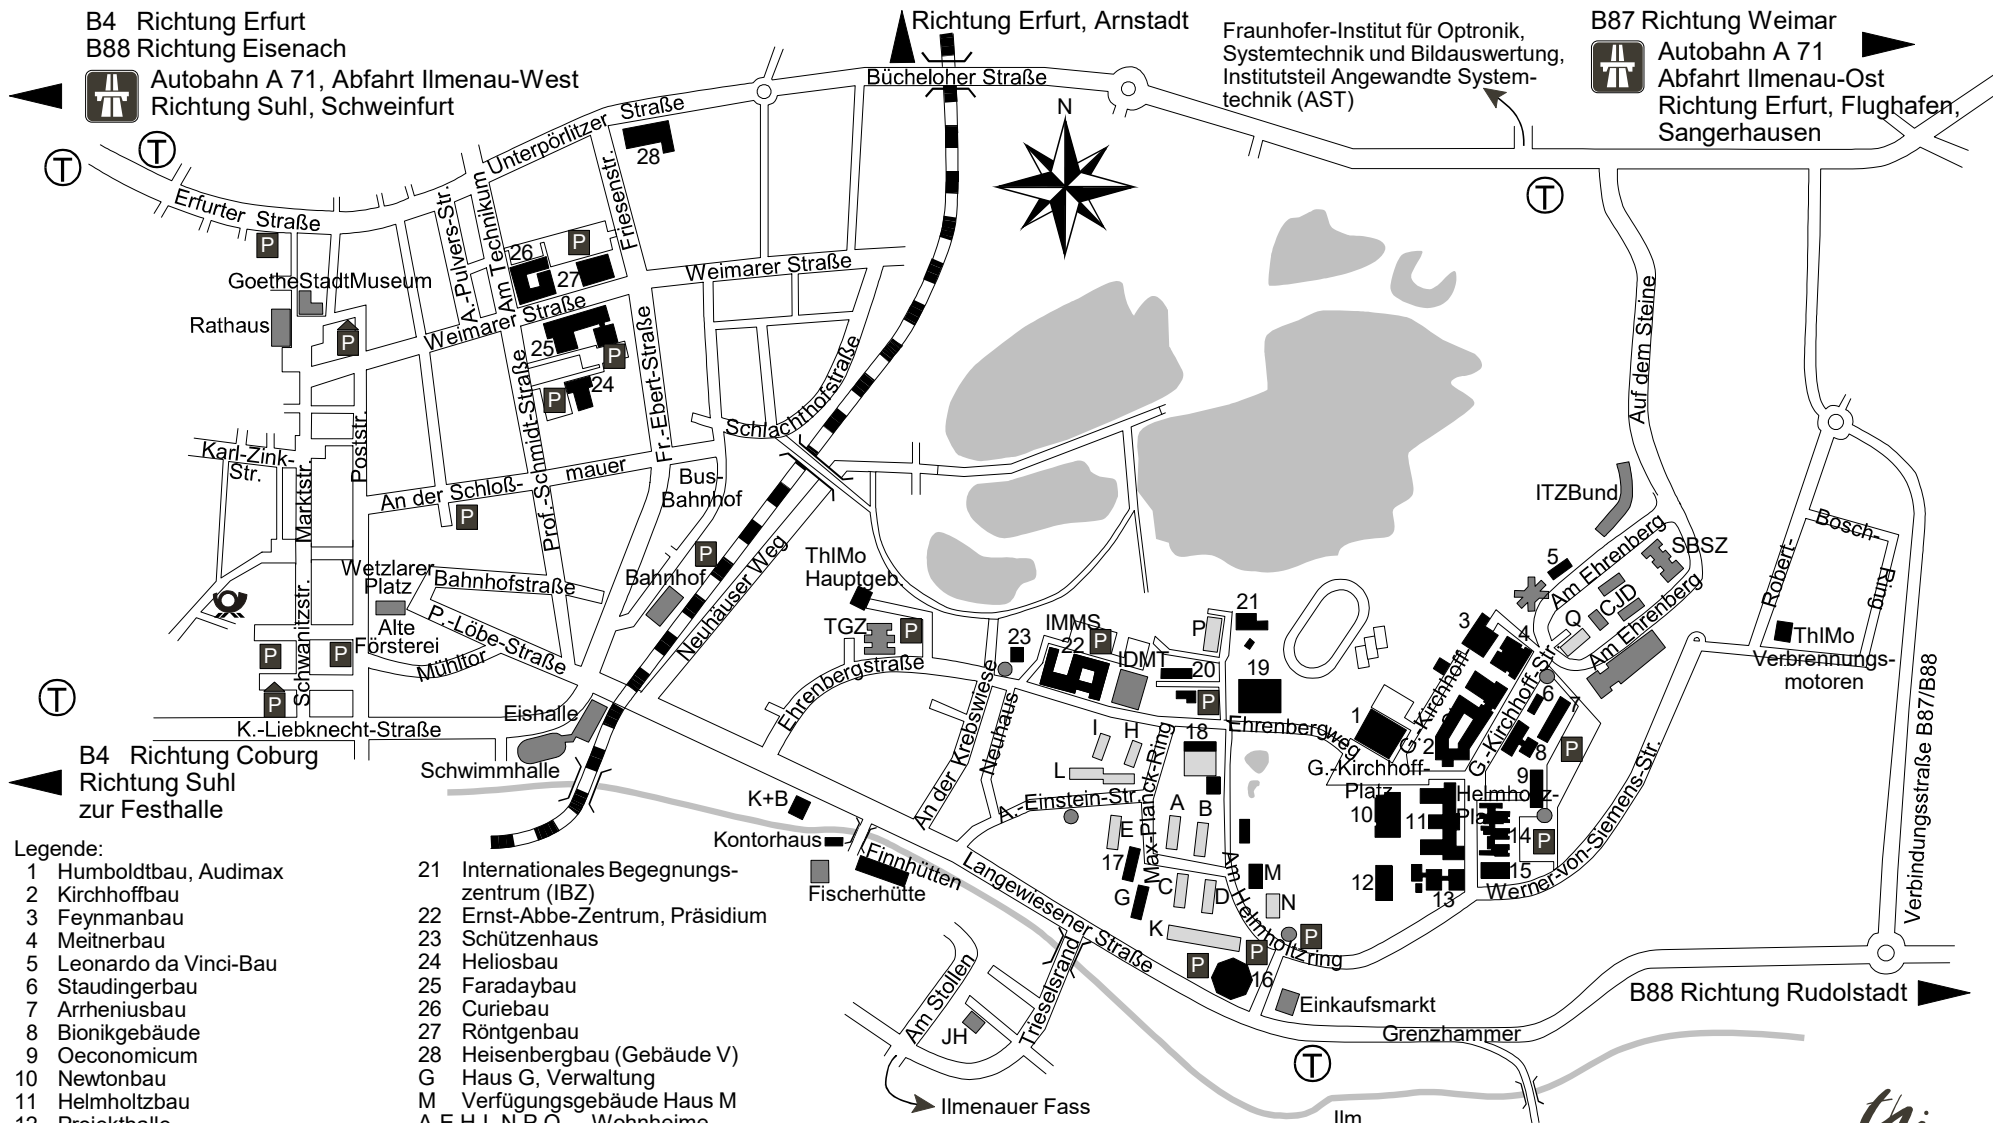 B4 Richtung Erfurt
B88 Richtung Eisenach
Autobahn A 71, Abfahrt Ilmenau-West
Richtung Suhl, Schweinfurt
Richtung Erfurt, Arnstadt
Fraunhofer-Institut für Optronik,
Systemtechnik und Bildauswertung,
Institutsteil Angewandte System-
technik (AST)
B87 Richtung Weimar
Autobahn A 71
Abfahrt Ilmenau-Ost
Richtung Erfurt, Flughafen,
Sangerhausen
Bücheloher Straße
N
T
T
T
Unterpörlitzer Straße
28
Erfurter Straße
P
A.-Pulvers-Str.
Am Technikum
Friesenstr.
26
P
27
GoetheStadtMuseum
Rathaus
P
Weimarer Straße
Weimarer Straße
25
P
24
P
Prof.-Schmidt-Straße
Fr.-Ebert-Straße
Schlachthofstraße
Auf dem Steine
Karl-Zink-
Str.
Marktstr.
Poststr.
An der Schloß-
mauer
P
Bus-
Bahnhof
P
Bahnhof
Neuhäuser Weg
Wetzlarer
Platz
Bahnhofstraße
P.-Löbe-Straße
Alte
Försterei
Mühltor
Schwanitzstr.
P
P
P
T
K.-Liebknecht-Straße
Eishalle
Schwimmhalle
B4 Richtung Coburg
Richtung Suhl
zur Festhalle
ThIMo
Hauptgeb.
TGZ
P
Ehrenbergstraße
23
IMMS
22
P
IDMT
P
21
20
P
19
18
An der Krebswiese
Neuhaus
I
H
L
A.-Einstein-Str.
Max-Planck-Ring
A
B
E
17
G
C
D
K
Am Helmholtzring
M
N
P
P
P
16
Ehrenbergweg
1
G.-Kirchhoff-
Platz
G.-Kirchhoff-
2
G.-Kirchhoff-Str.
3
4
5
6
7
8
P
9
Helmholtz-
10
11
12
13
14
P
15
Werner-von-Siemens-Str.
ITZBund
SBSZ
Am Ehrenberg
CJD
Q
Am Ehrenberg
Robert-
Bosch-
Ring
ThIMo
Verbrennungs-
motoren
Verbindungsstraße B87/B88
B88 Richtung Rudolstadt
K+B
Kontorhaus
Finnhütten
Fischerhütte
Langewiesener Straße
Am Stollen
Trieselsrand
JH
Ilmenauer Fass
Einkaufsmarkt
Grenzhammer
T
Ilm
Legende:
1 Humboldtbau, Audimax
2 Kirchhoffbau
3 Feynmanbau
4 Meitnerbau
5 Leonardo da Vinci-Bau
6 Staudingerbau
7 Arrheniusbau
8 Bionikgebäude
9 Oeconomicum
10 Newtonbau
11 Helmholtzbau
12 Projekthalle
21 Internationales Begegnungs-
zentrum (IBZ)
22 Ernst-Abbe-Zentrum, Präsidium
23 Schützenhaus
24 Heliosbau
25 Faradaybau
26 Curiebau
27 Röntgenbau
28 Heisenbergbau (Gebäude V)
G Haus G, Verwaltung
M Verfügungsgebäude Haus M